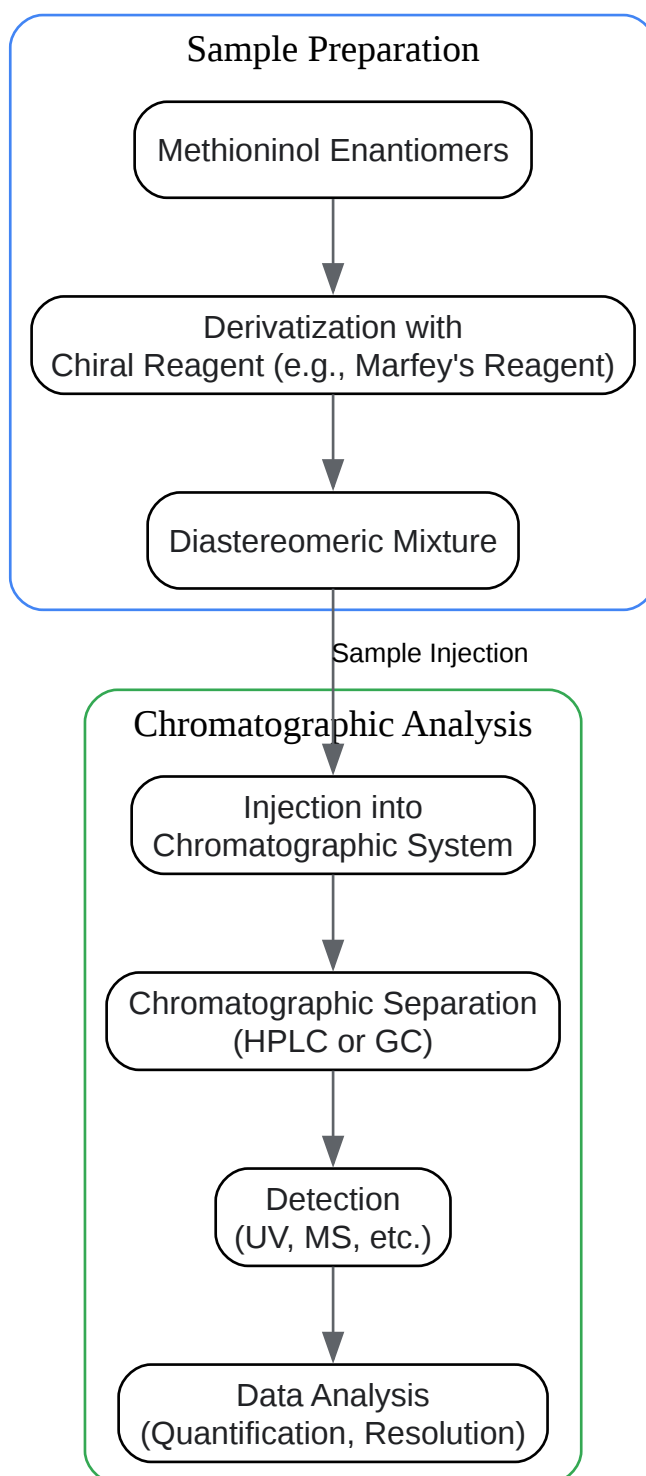 Sample Preparation
Methioninol Enantiomers
Derivatization with
Chiral Reagent (e.g., Marfey's Reagent)
Diastereomeric Mixture
Sample Injection
Chromatographic Analysis
Injection into
Chromatographic System
Chromatographic Separation
(HPLC or GC)
Detection
(UV, MS, etc.)
Data Analysis
(Quantification, Resolution)